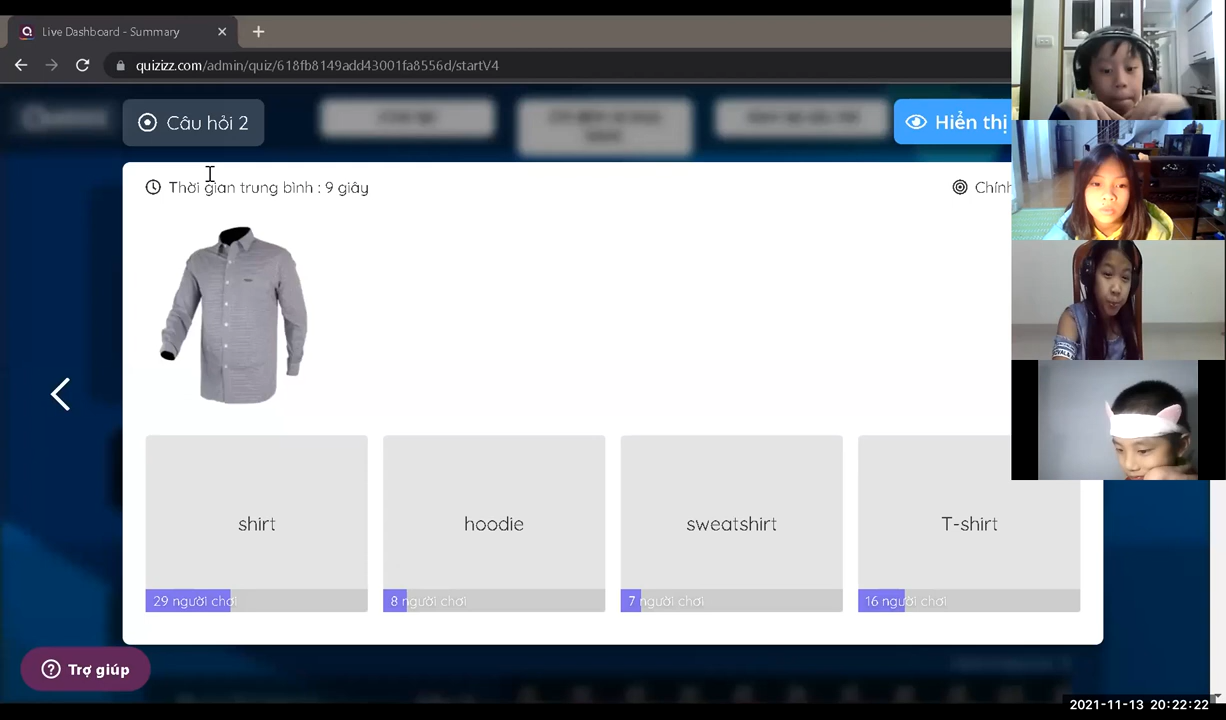 Live Dashboard - Summary
quizizz.com/admin/quiz/618fb8149add43001fa8556d/startV4
Câu hỏi 2
Hiển thị
Thời gian trung bình : 9 giây
Chính
shirt
hoodie
sweatshirt
T-shirt
29 người chơi
8 người chơi
7 người chơi
16 người chơi
Trợ giúp
2021-11-13 20:22:22